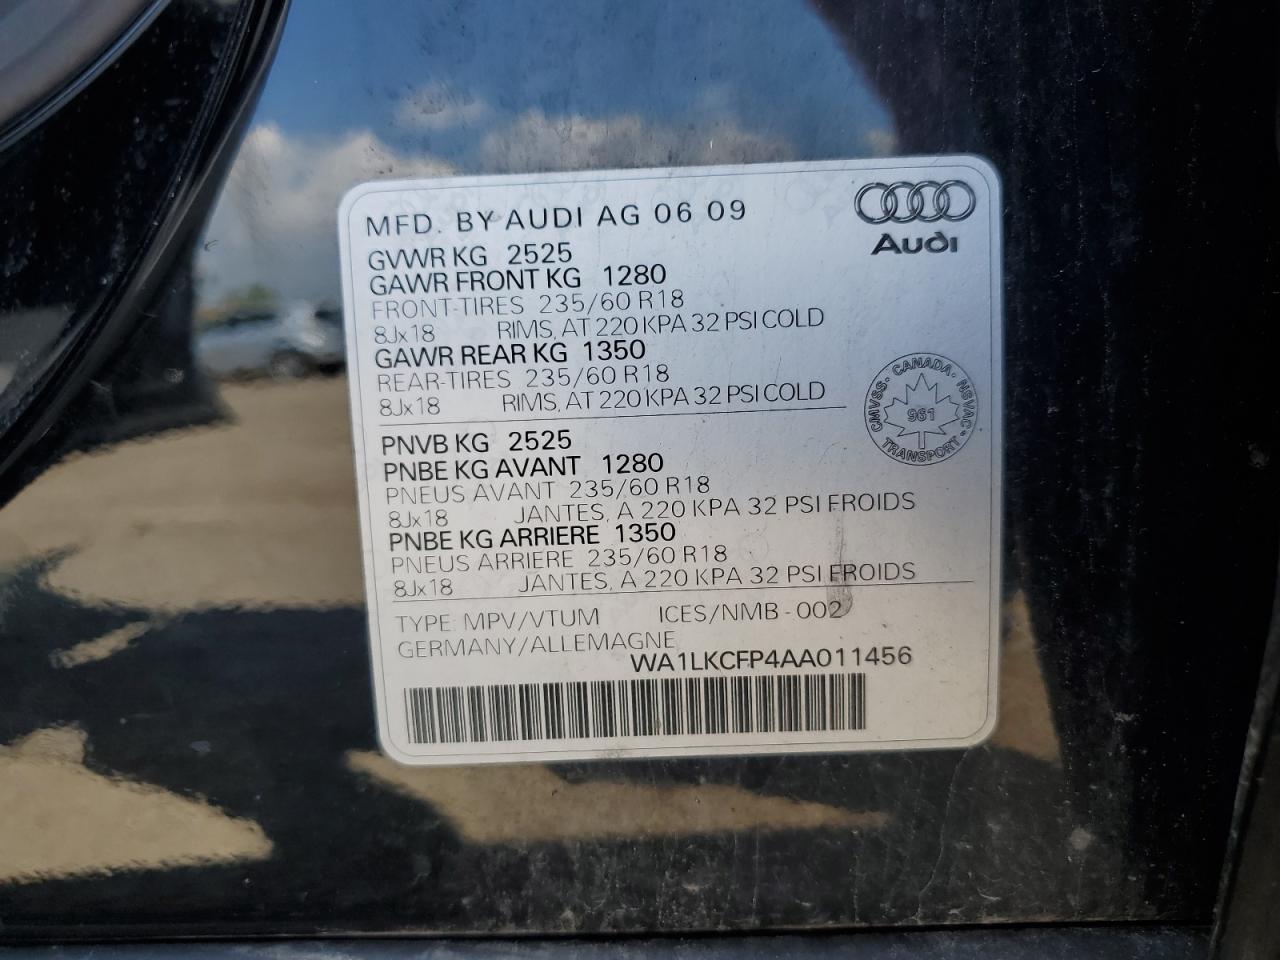 MFD. BY AUDI AG 06 09
Audi
GVWR KG 2525
GAWR FRONT KG 1280
FRONT-TIRES 235/60 R18
8Jx18 RIMS, AT 220 KPA 32 PSI COLD
GAWR REAR KG 1350
REAR-TIRES 235/60 R18
8Jx18 RIMS, AT 220 KPA 32 PSI COLD
CMVSS · CANADA · NSVAC · TRANSPORT ·
961
PNVB KG 2525
PNBE KG AVANT 1280
PNEUS AVANT 235/60 R18
8Jx18 JANTES, A 220 KPA 32 PSI FROIDS
PNBE KG ARRIERE 1350
PNEUS ARRIERE 235/60 R18
8Jx18 JANTES, A 220 KPA 32 PSI FROIDS
TYPE: MPV/VTUM ICES/NMB-002
GERMANY/ALLEMAGNE
WA1LKCFP4AA011456